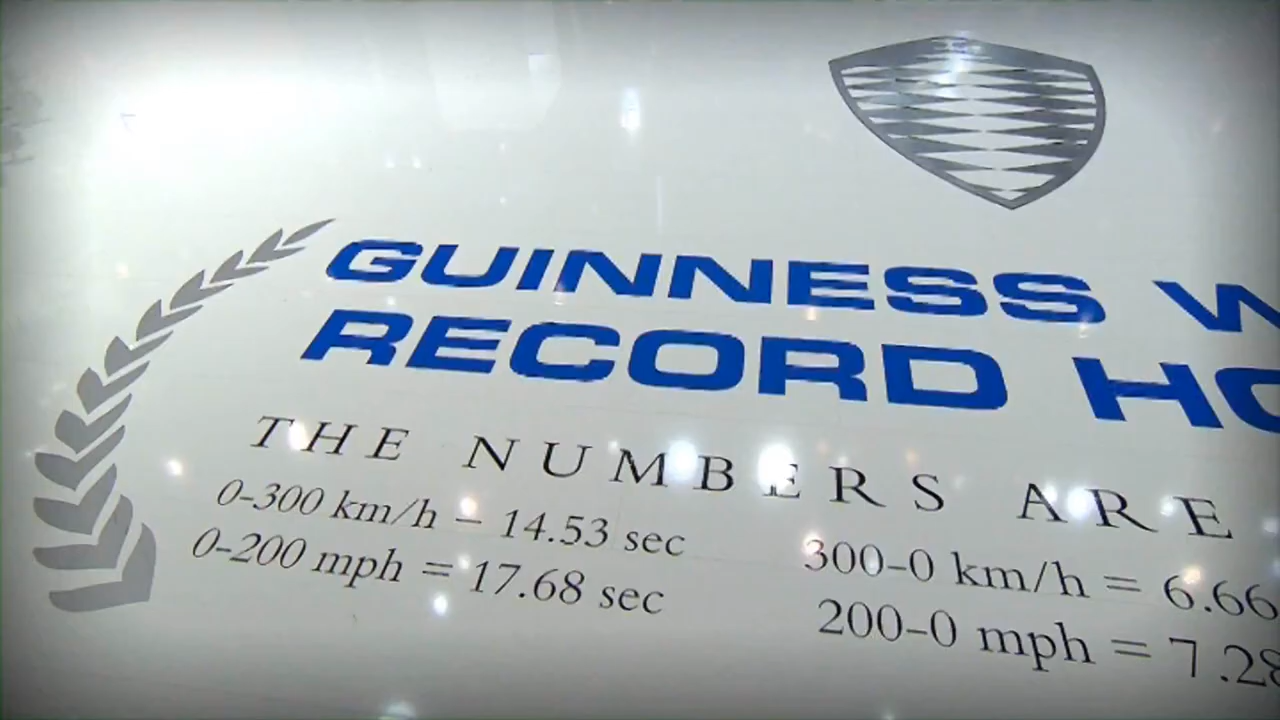 GUINNESS W
RECORD HO
THE NUMBERS ARE
0-300 km/h – 14.53 sec
0-200 mph = 17.68 sec
300-0 km/h = 6.66
200-0 mph = 7.28